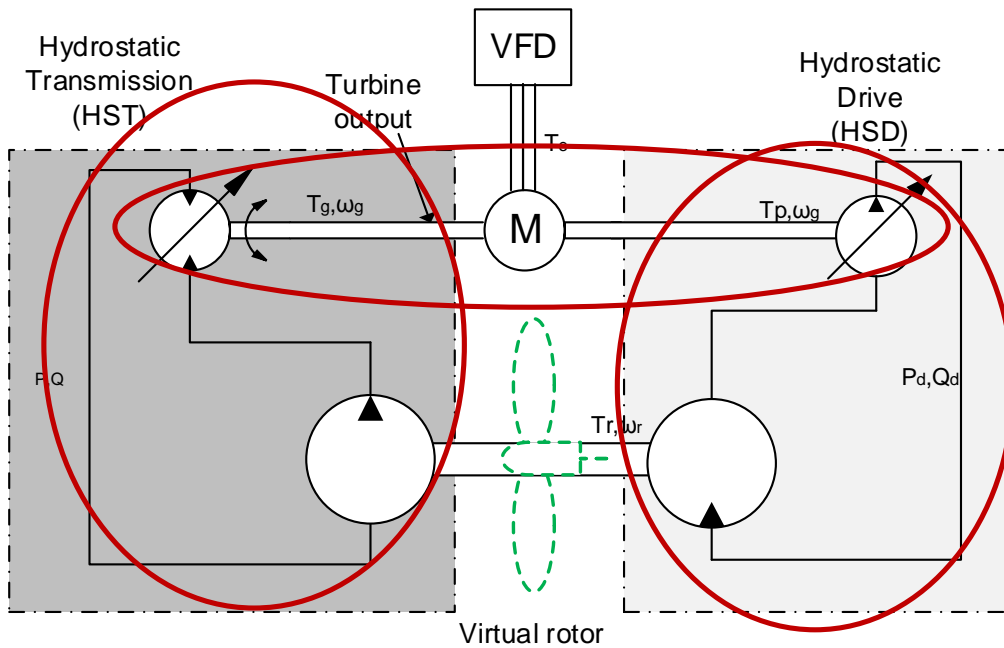 VFD
Hydrostatic
Transmission
(HST)
Turbine
output
Hydrostatic
Drive
(HSD)
Tg,ωg
M
Tp,ωg
P,Q
Tr,ωr
Pd,Qd
Virtual rotor